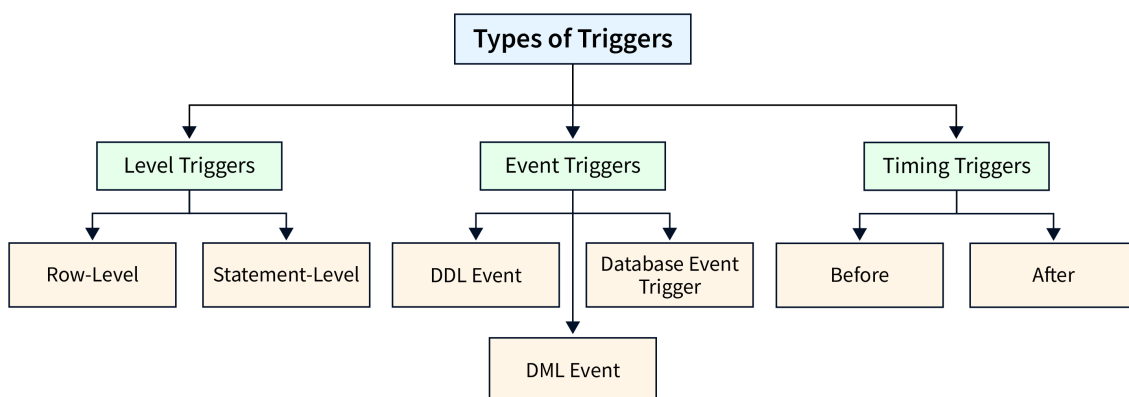 Types of Triggers
Level Triggers
Event Triggers
Timing Triggers
Row-Level
Statement-Level
DDL Event
Database Event
Trigger
Before
After
DML Event